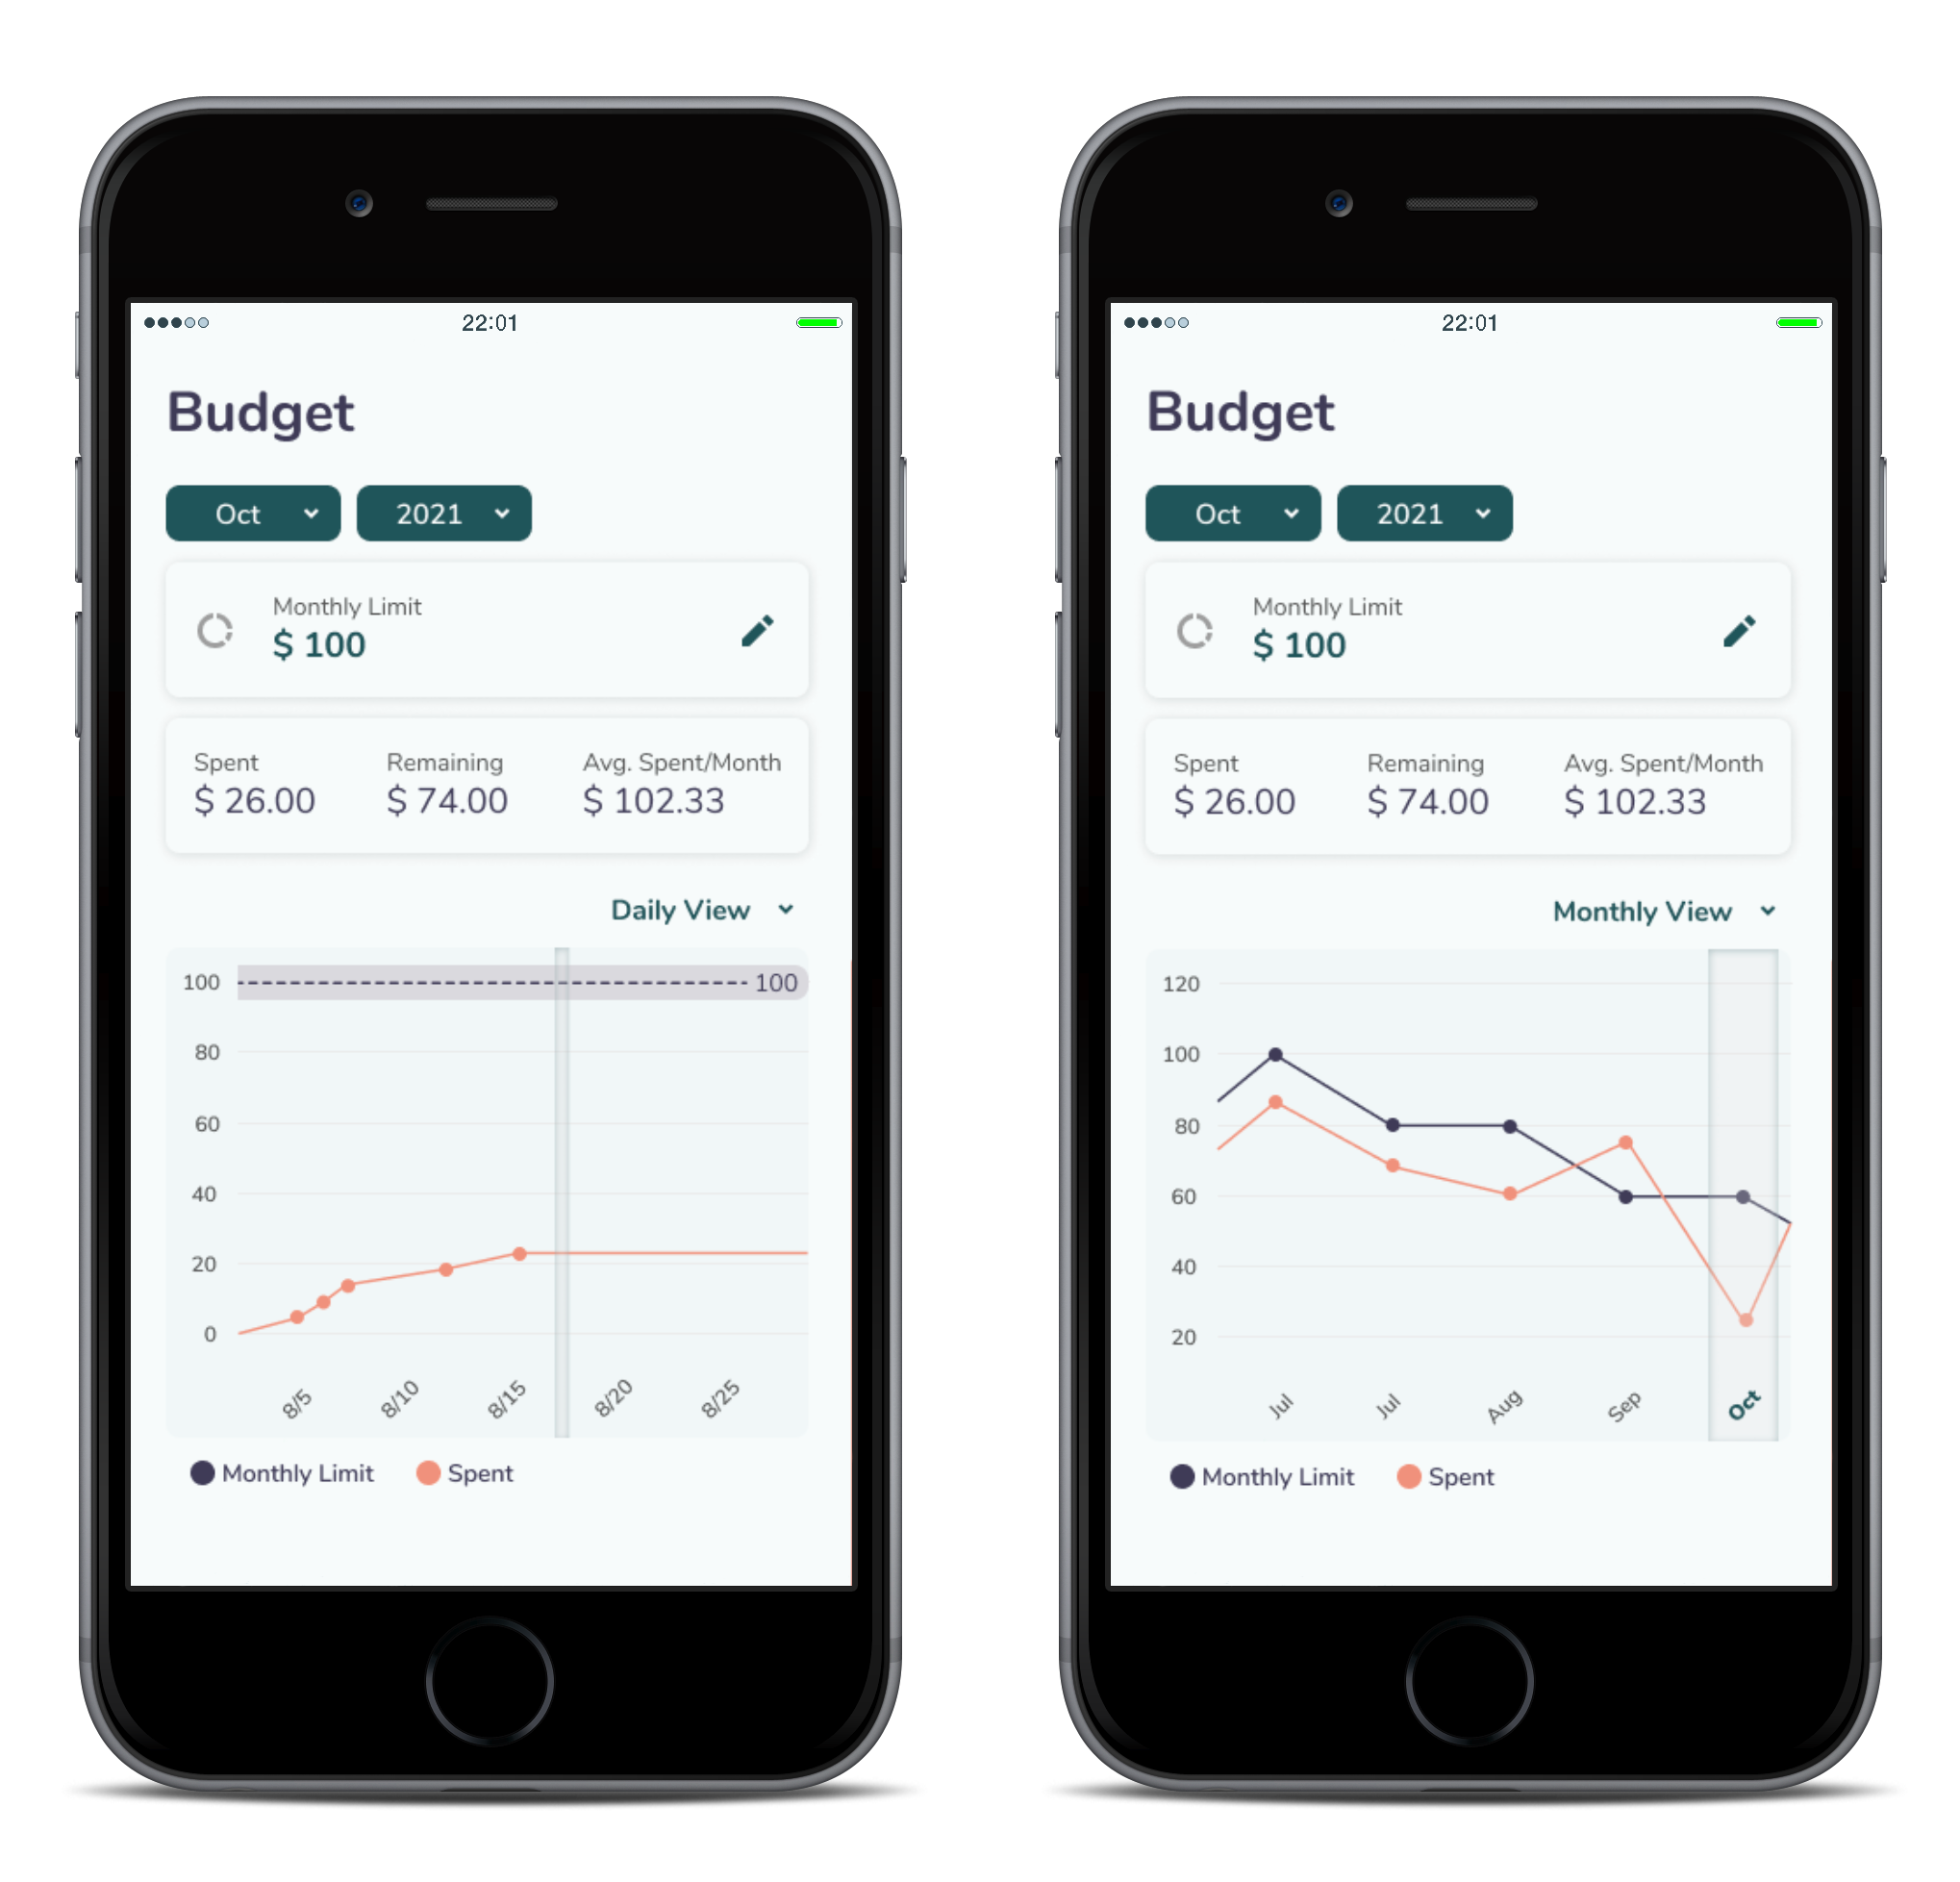 22:01
Budget
Oct 2021
Monthly Limit
$ 100
Spent Remaining Avg. Spent/Month
$ 26.00 $ 74.00 $ 102.33
Daily View
100 100
80
60
40
20
0
8/5 8/10 8/15 8/20 8/25
Monthly Limit Spent
22:01
Budget
Oct 2021
Monthly Limit
$ 100
Spent Remaining Avg. Spent/Month
$ 26.00 $ 74.00 $ 102.33
Monthly View
120
100
80
60
40
20
Jul Jul Aug Sep Oct
Monthly Limit Spent